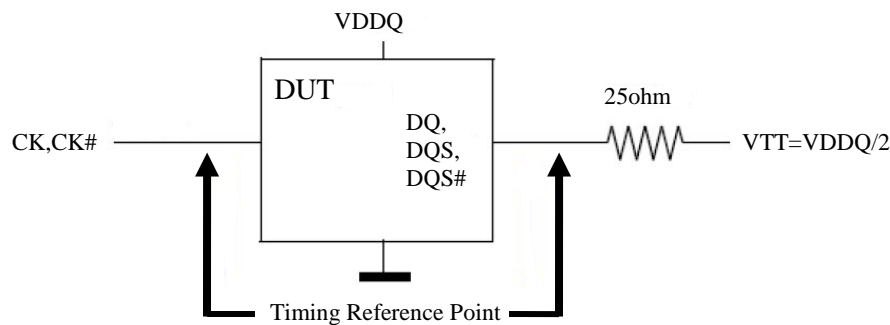 VDDQ
DUT
25ohm
CK,CK#
DQ,
DQS,
DQS#
VTT=VDDQ/2
Timing Reference Point